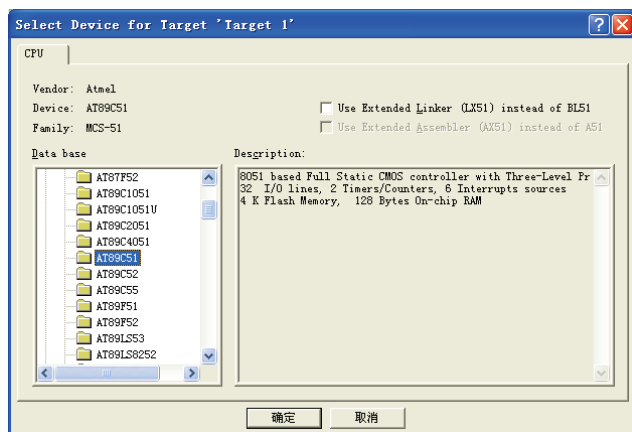 Select Device for Target 'Target 1'
CPU
Vendor: Atmel
Device: AT89C51
Family: MCS-51
Use Extended Linker (LX51) instead of BL51
Use Extended Assembler (AX51) instead of A51
Data base
Description:
AT87F52
AT89C1051
AT89C1051U
AT89C2051
AT89C4051
AT89C51
AT89C52
AT89C55
AT89F51
AT89F52
AT89LS53
AT89LS8252
8051 based Full Static CMOS controller with Three-Level Pr
32 I/O lines, 2 Timers/Counters, 6 Interrupts sources
4 K Flash Memory, 128 Bytes On-chip RAM
确定
取消